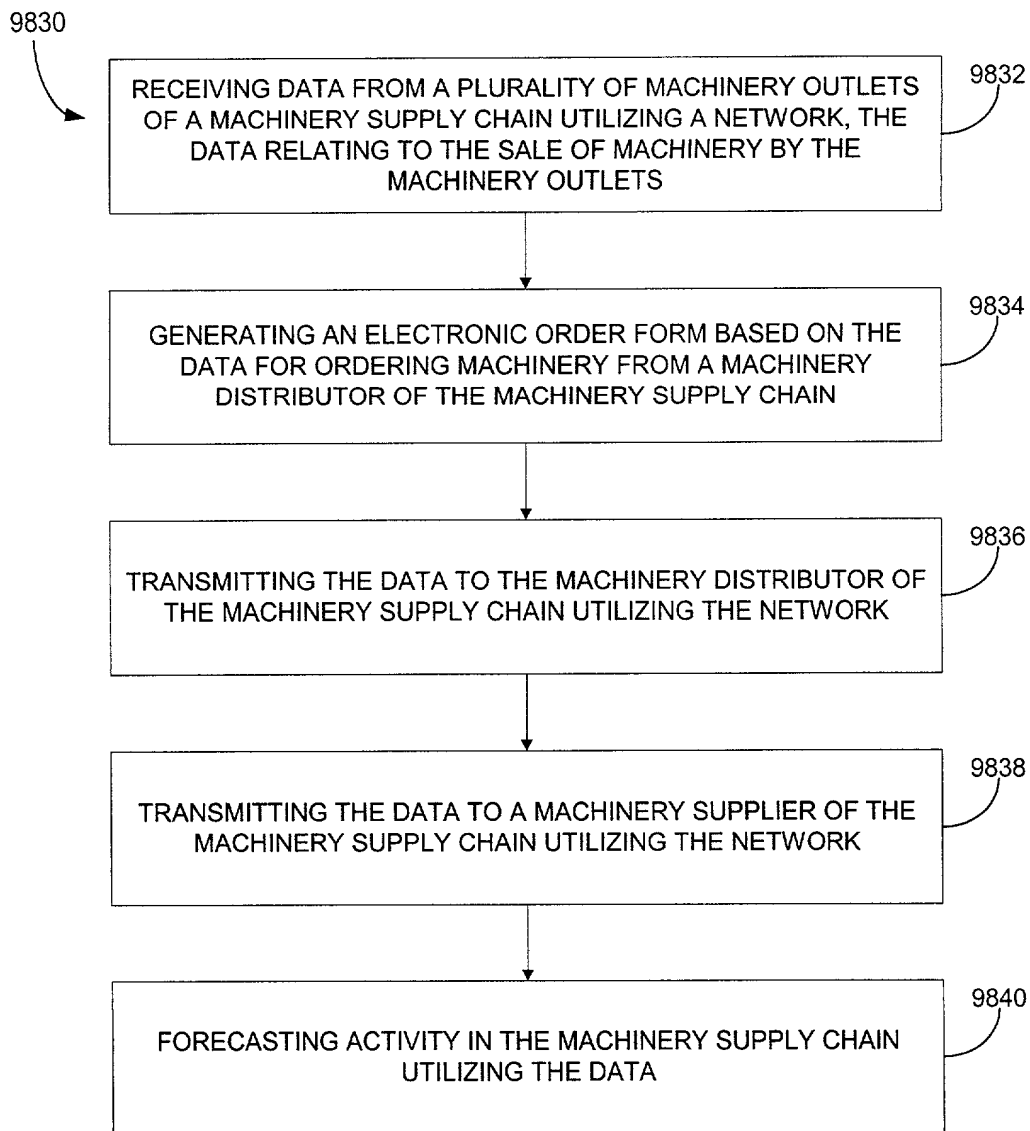 9830
9832
RECEIVING DATA FROM A PLURALITY OF MACHINERY OUTLETS
OF A MACHINERY SUPPLY CHAIN UTILIZING A NETWORK, THE
DATA RELATING TO THE SALE OF MACHINERY BY THE
MACHINERY OUTLETS
9834
GENERATING AN ELECTRONIC ORDER FORM BASED ON THE
DATA FOR ORDERING MACHINERY FROM A MACHINERY
DISTRIBUTOR OF THE MACHINERY SUPPLY CHAIN
9836
TRANSMITTING THE DATA TO THE MACHINERY DISTRIBUTOR OF
THE MACHINERY SUPPLY CHAIN UTILIZING THE NETWORK
9838
TRANSMITTING THE DATA TO A MACHINERY SUPPLIER OF THE
MACHINERY SUPPLY CHAIN UTILIZING THE NETWORK
9840
FORECASTING ACTIVITY IN THE MACHINERY SUPPLY CHAIN
UTILIZING THE DATA